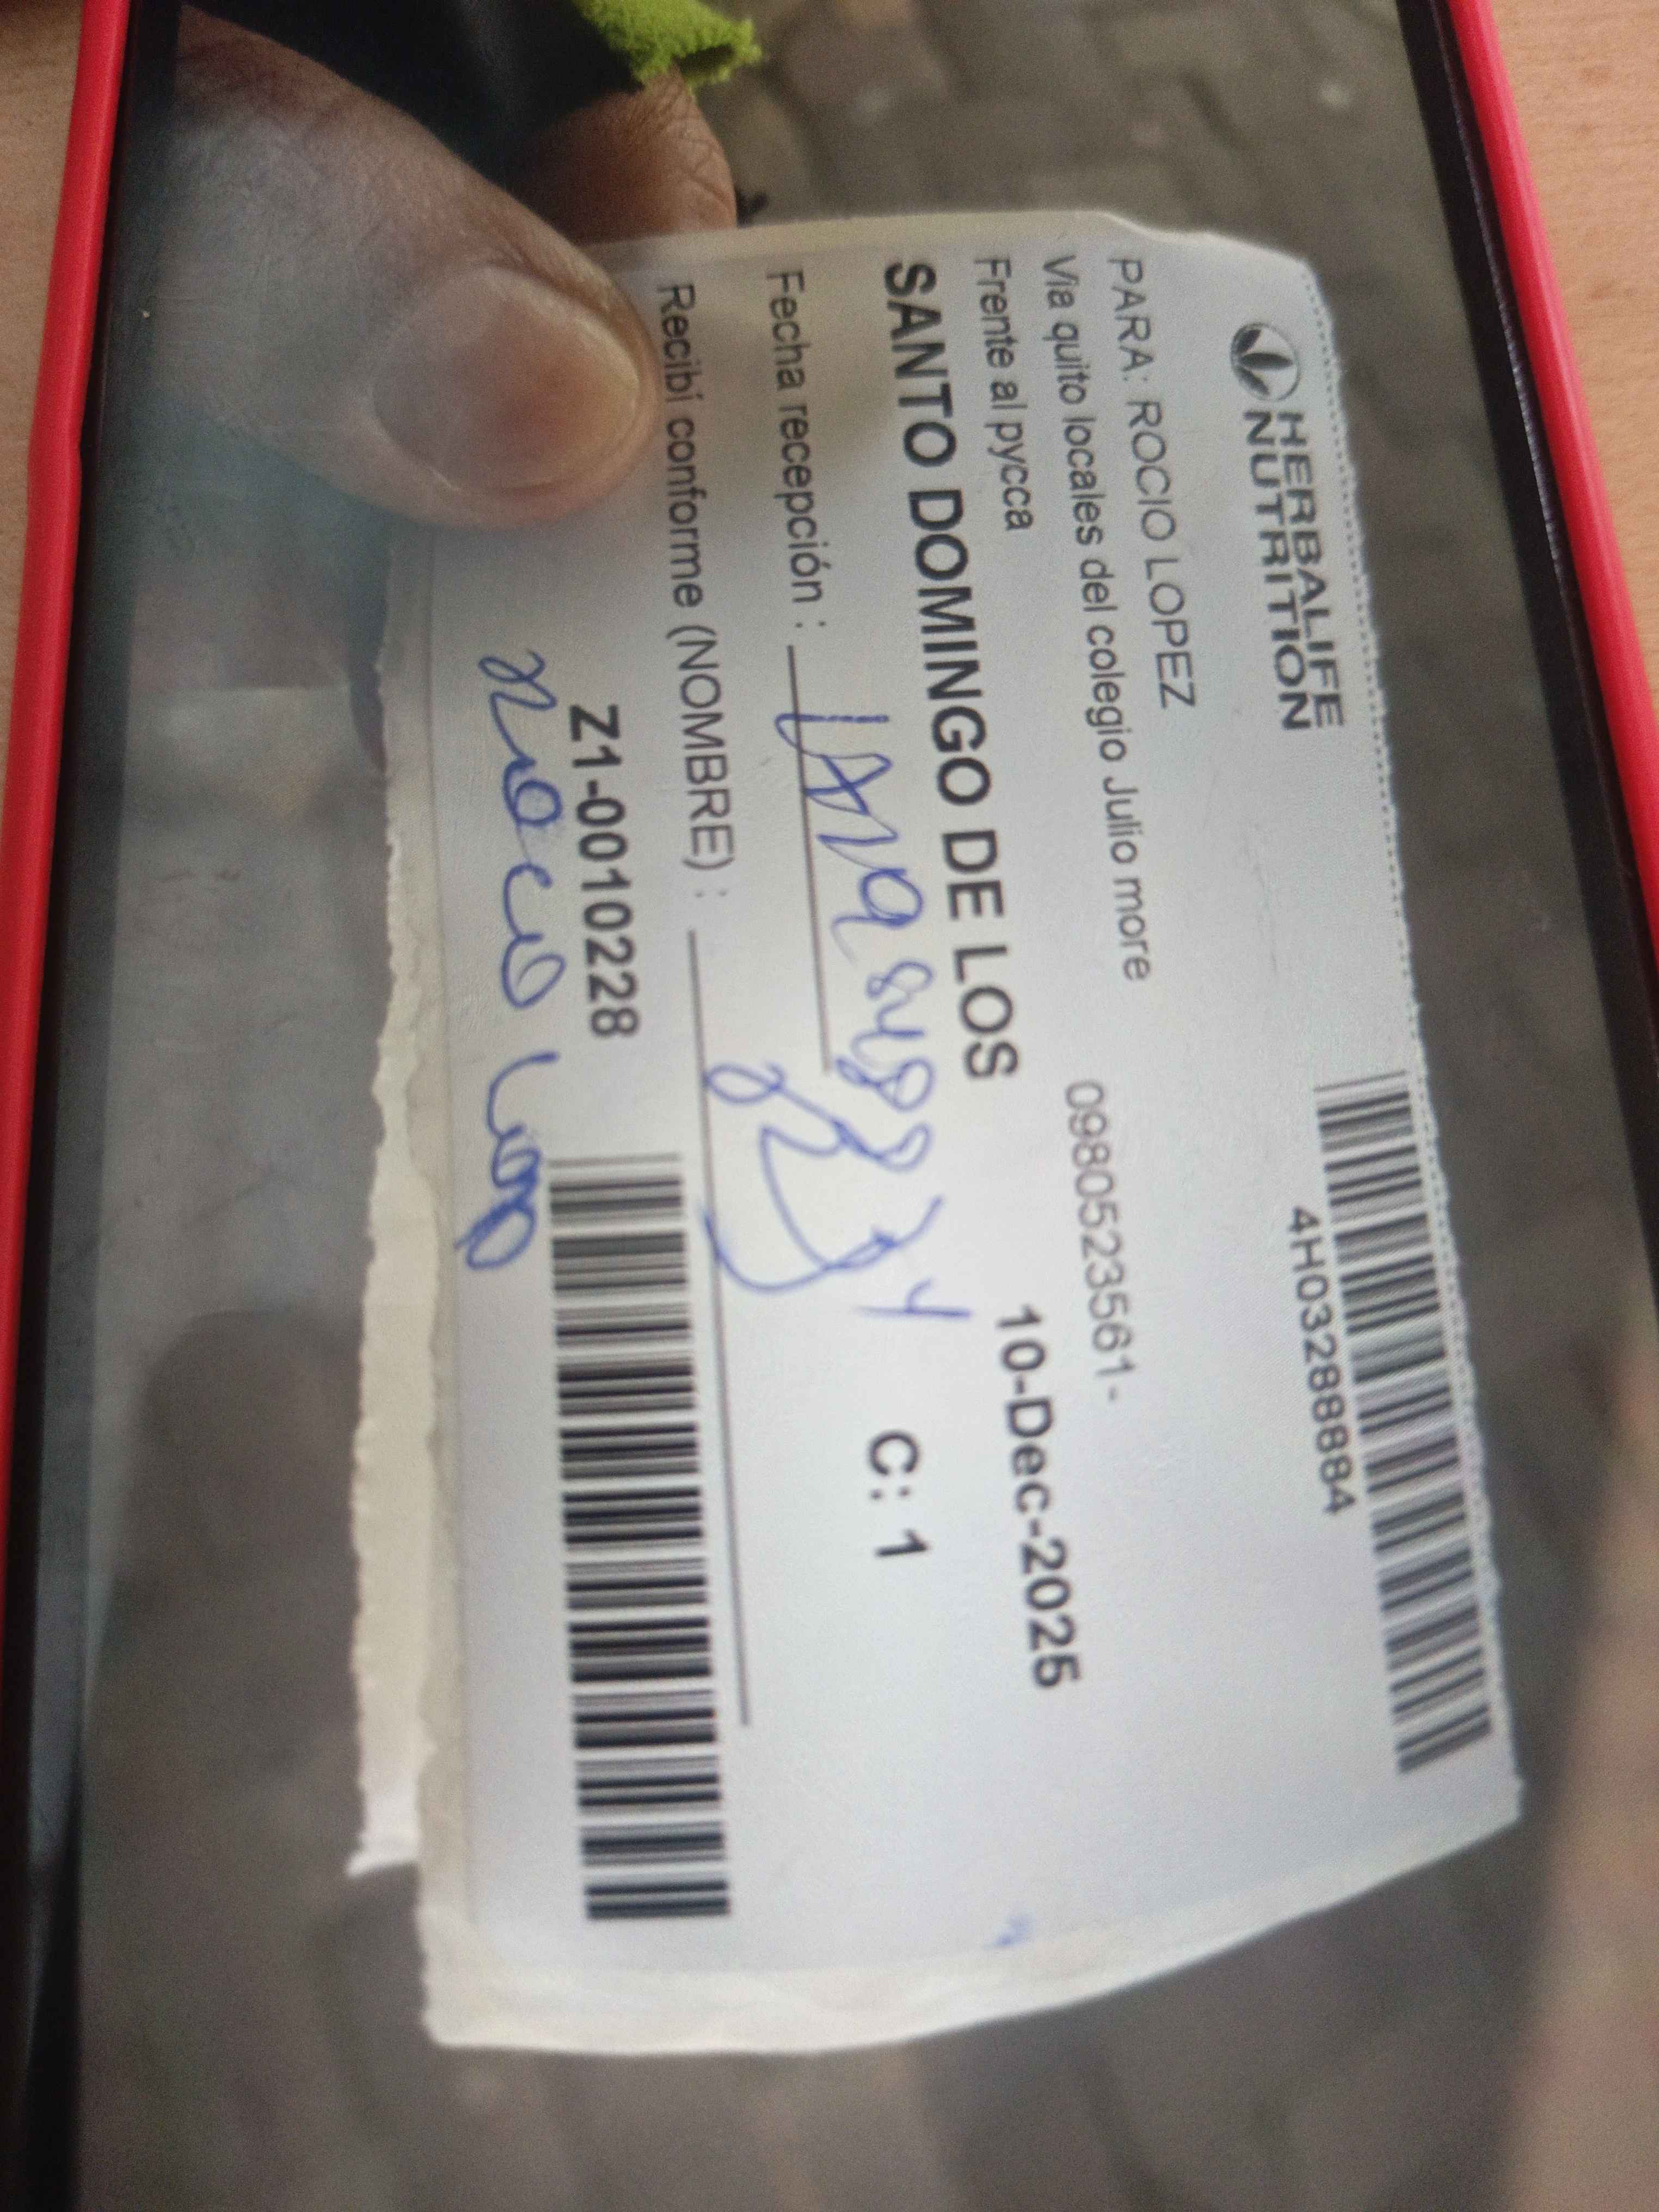 HERBALIFE
NUTRITION
4H03288884
PARA: ROCIO LOPEZ
Via quito locales del colegio Julio more
0980523561-
Frente al pycca
10-Dec-2025
SANTO DOMINGO DE LOS
C: 1
Fecha recepción :
Recibí conforme (NOMBRE) :
Z1-0010228
Rocio